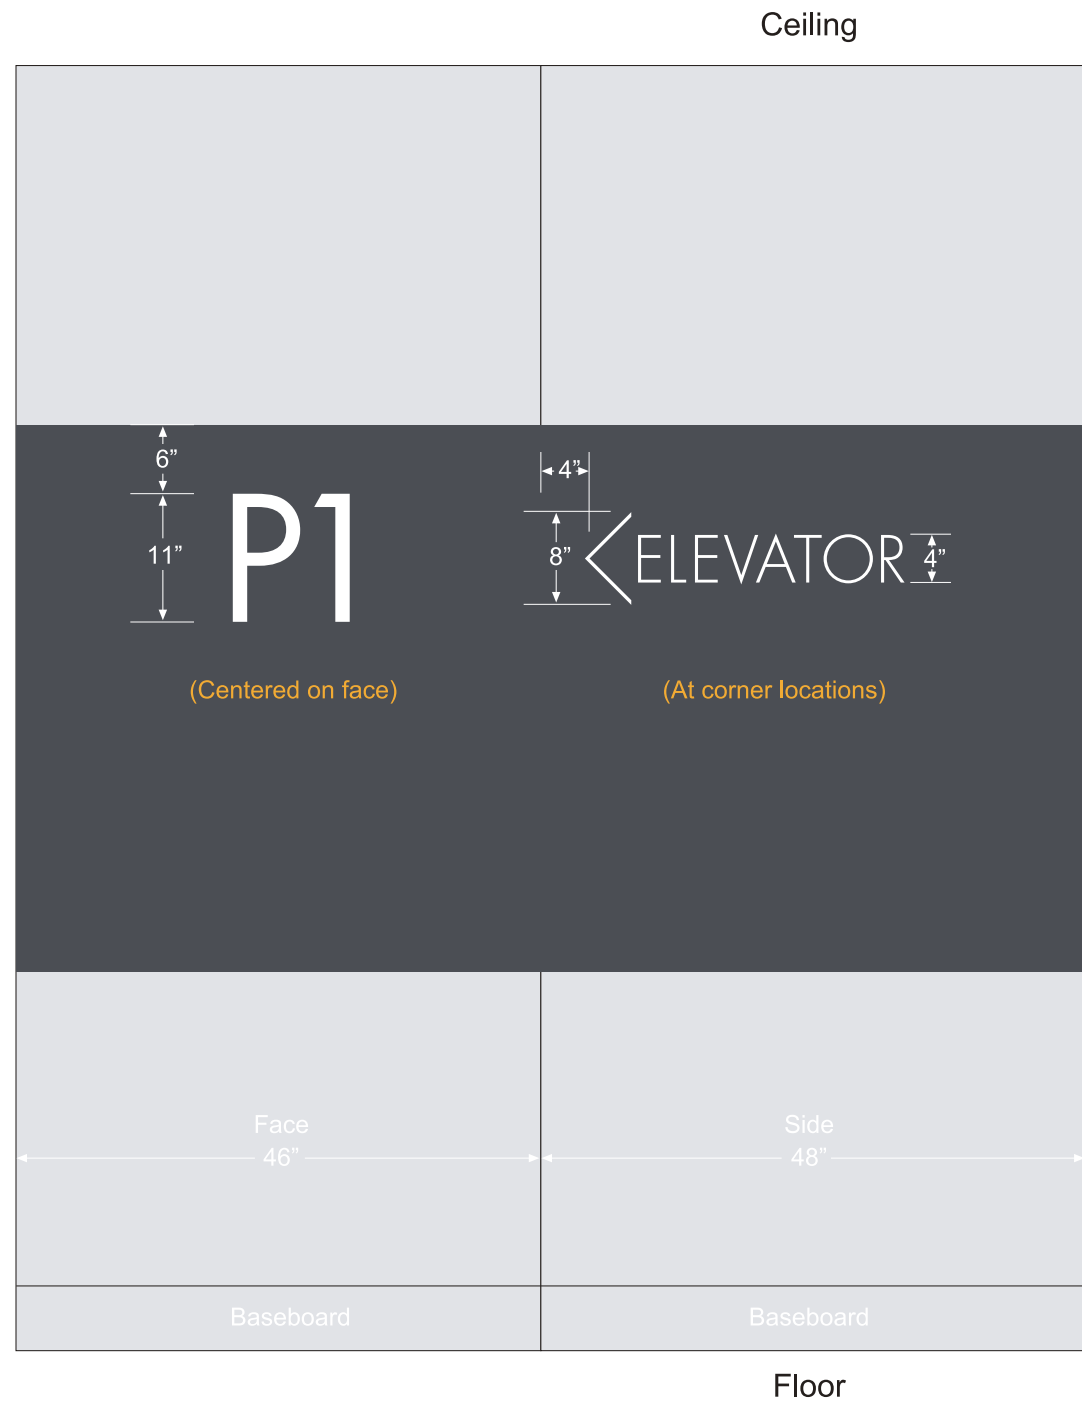 Ceiling
6”
4”
P1
11”
8”
ELEVATOR
4”
(Centered on face)
(At corner locations)
Face
Side
46”
48”
Baseboard
Baseboard
Floor